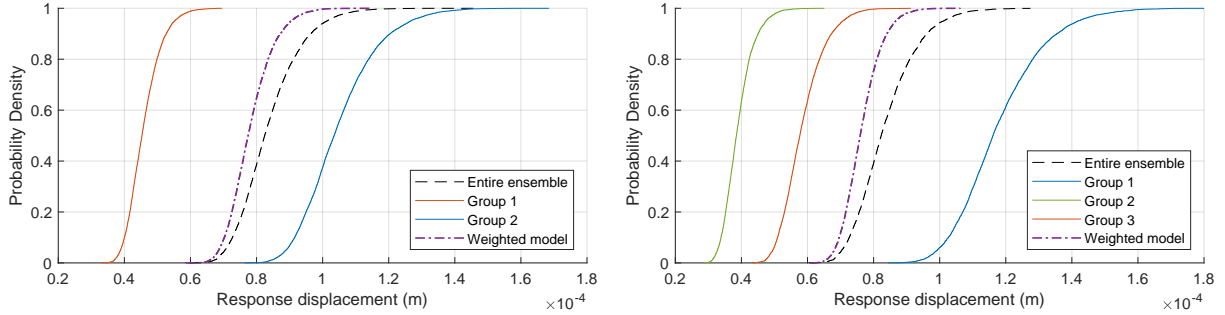 Probability Density
1
0.8
0.6
0.4
0.2
0
0.2
0.4
0.6
0.8
1
1.2
1.4
1.6
1.8
×10-4
Response displacement (m)
Entire ensemble
Group 1
Group 2
Weighted model
Probability Density
1
0.8
0.6
0.4
0.2
0
0.2
0.4
0.6
0.8
1
1.2
1.4
1.6
1.8
×10-4
Response displacement (m)
Entire ensemble
Group 1
Group 2
Group 3
Weighted model